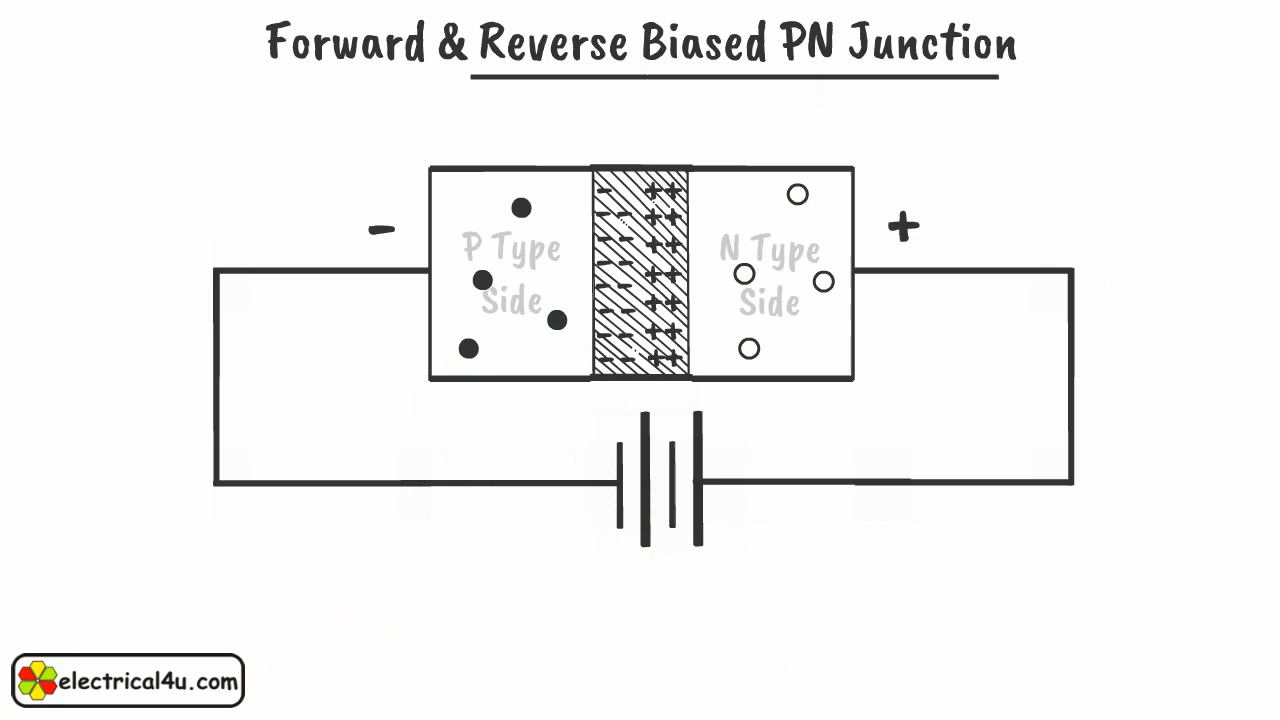 Forward & Reverse Biased PN Junction
- +
P Type
Side
N Type
Side
- ++
-- ++
-- ++
-- ++
-- ++
-- ++
-- ++
-- ++
electrical4u.com